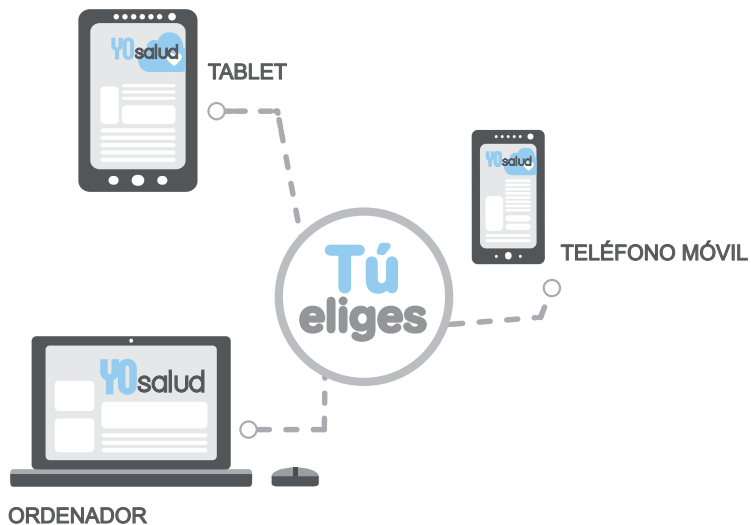 YOsalud
TABLET
YOsalud
TELÉFONO MÓVIL
Tú
eliges
YOsalud
ORDENADOR